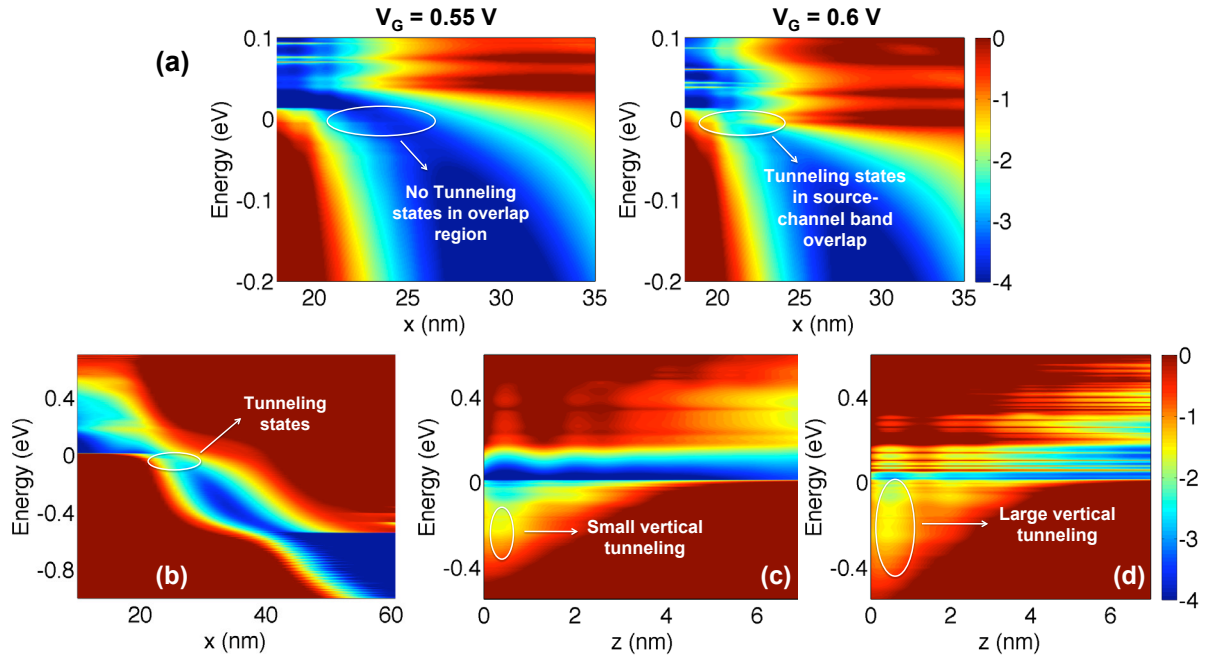 V_G = 0.55 V
V_G = 0.6 V
(a)
Energy (eV)
0.1
0
-0.1
-0.2
20
25
30
35
x (nm)
No Tunneling
states in overlap
region
Energy (eV)
0.1
0
-0.1
-0.2
20
25
30
35
x (nm)
Tunneling states
in source-
channel band
overlap
0
-1
-2
-3
-4
Energy (eV)
0.4
0
-0.4
-0.8
20
40
60
x (nm)
Tunneling
states
(b)
Energy (eV)
0.4
0
-0.4
0
2
4
6
z (nm)
Small vertical
tunneling
(c)
Energy (eV)
0.4
0
-0.4
0
2
4
6
z (nm)
Large vertical
tunneling
(d)
0
-1
-2
-3
-4